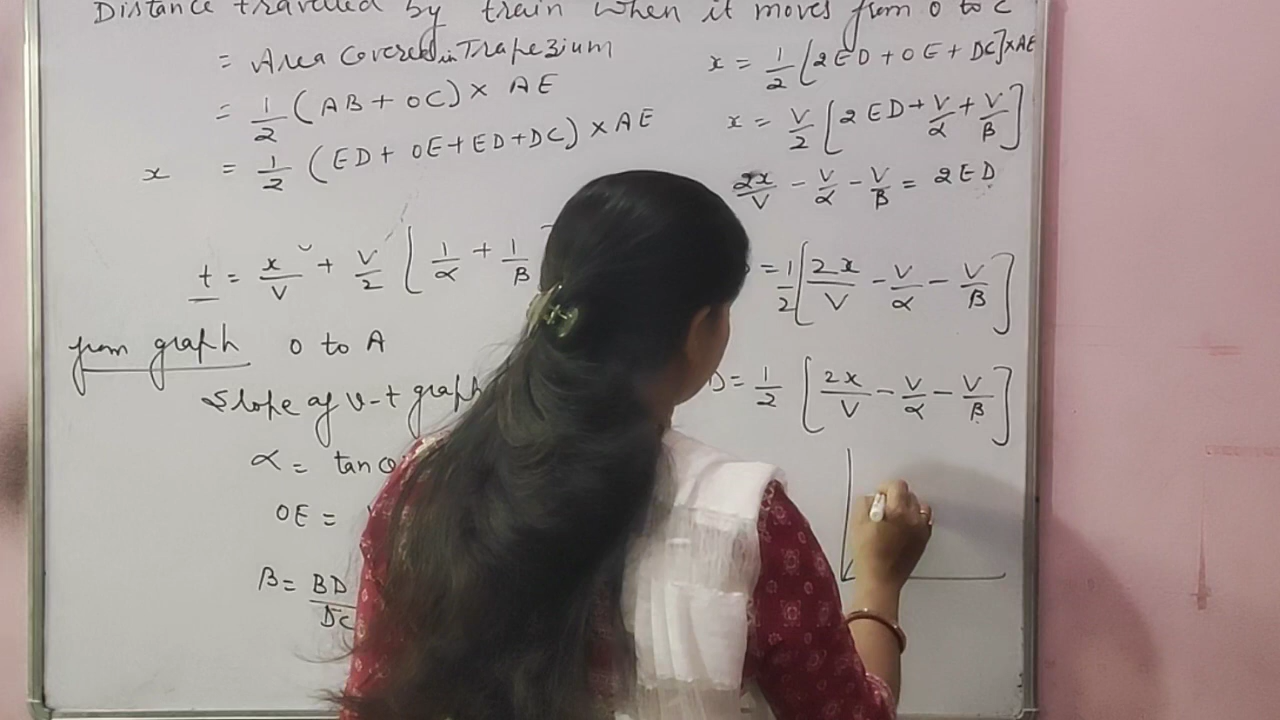 Distance travelled by train when it moves from O to C
= Area Covered in Trapezium
= 1/2 (AB + OC) × AE
x = 1/2 (ED + OE + ED + DC) × AE
t = x/V + V/2 [1/α + 1/β
from graph O to A
Slope of V-t graph
α = tan
OE =
β = BD/DC
x = 1/2 [2ED + OE + DC] × AE
x = V/2 [2ED + V/α + V/β]
2x/V - V/α - V/β = 2ED
= 1/2 [2x/V - V/α - V/β]
D = 1/2 [2x/V - V/α - V/β]